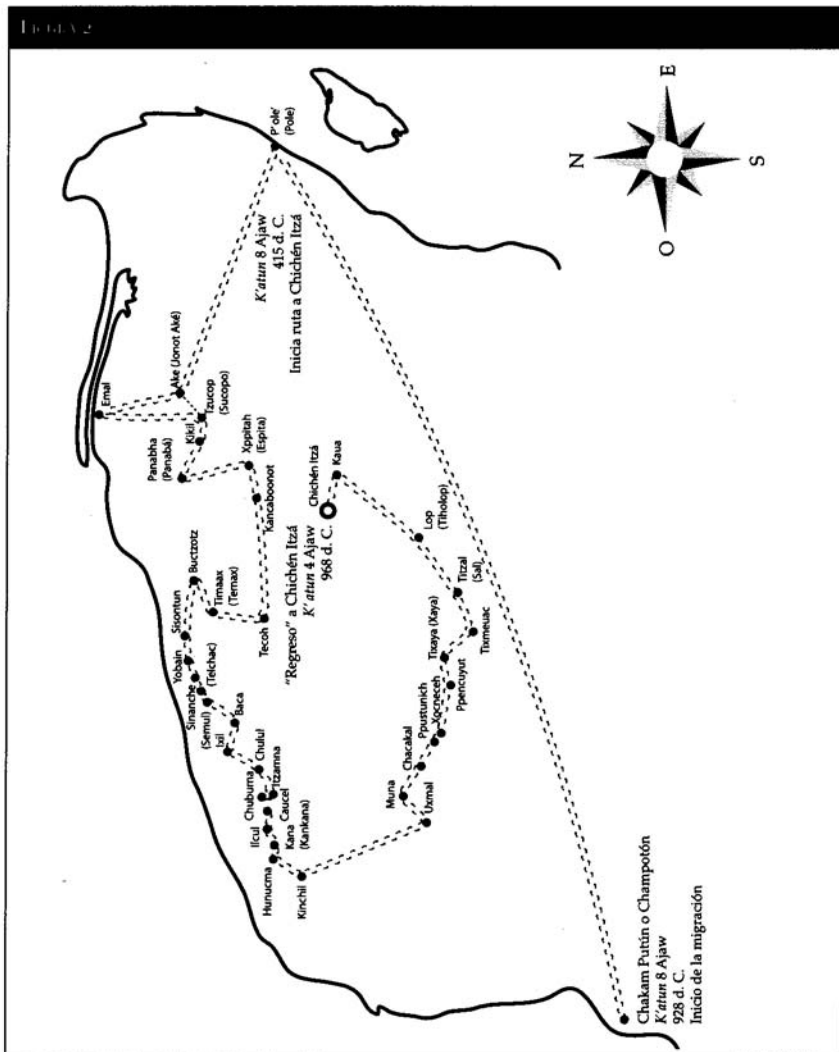 FIGURA 2
N
E
S
O
P'ole'
(Pole)
K'atun 8 Ajaw
415 d. C.
Inicia ruta a Chichén Itzá
Emal
Ake (Jonot Aké)
Tzucop
(Sucopo)
Kikil
Panabha
(Panabá)
Xppitah
(Espita)
Kancaboonot
Tecoh
Timaax
(Temax)
Buctzotz
Sisontun
Yobain
Sinanche
(Telchac)
(Semul)
Baca
Ixil
Chulul
Chuburna
Itzamna
Ilcul
Caucel
Kana
(Kankana)
Hunucma
Kinchil
Uxmal
Muna
Chacakal
Ppustunich
Xocneceh
Ppencuyut
Tixaya (Xaya)
Tixmeuac
Titzal
(Sal)
Lop
(Tiholop)
Kaua
Chichén Itzá
"Regreso" a Chichén Itzá
K'atun 4 Ajaw
968 d. C.
Chakam Putún o Champotón
K'atun 8 Ajaw
928 d. C.
Inicio de la migración